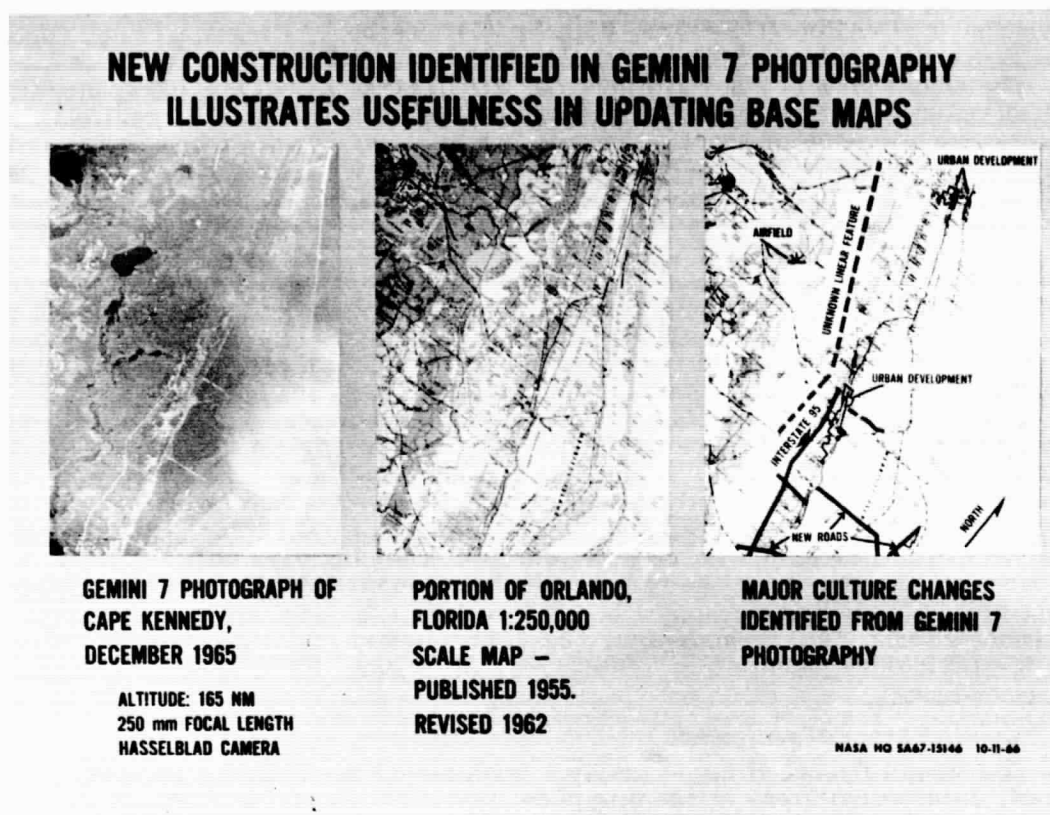 NEW CONSTRUCTION IDENTIFIED IN GEMINI 7 PHOTOGRAPHY
ILLUSTRATES USEFULNESS IN UPDATING BASE MAPS
URBAN DEVELOPMENT
AIRFIELD
UNKNOWN LINEAR FEATURE
URBAN DEVELOPMENT
INTERSTATE 95
NEW ROADS
NORTH
GEMINI 7 PHOTOGRAPH OF
CAPE KENNEDY,
DECEMBER 1965
ALTITUDE: 165 NM
250 mm FOCAL LENGTH
HASSELBLAD CAMERA
PORTION OF ORLANDO,
FLORIDA 1:250,000
SCALE MAP –
PUBLISHED 1955.
REVISED 1962
MAJOR CULTURE CHANGES
IDENTIFIED FROM GEMINI 7
PHOTOGRAPHY
NASA HQ SA67-15146 10-11-66